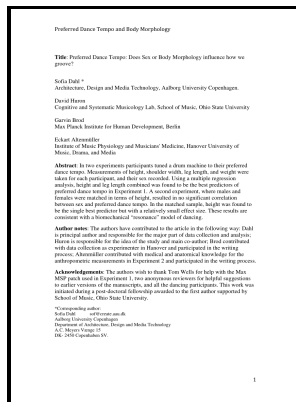 Preferred Dance Tempo and Body Morphology
Title: Preferred Dance Tempo: Does Sex or Body Morphology influence how we
groove?
Sofia Dahl *
Architecture, Design and Media Technology, Aalborg University Copenhagen.
David Huron
Cognitive and Systematic Musicology Lab, School of Music, Ohio State University
Garvin Brod
Max Planck Institute for Human Development, Berlin
Eckart Altenmüller
Institute of Music Physiology and Musicians' Medicine, Hanover University of
Music, Drama, and Media
Abstract: In two experiments participants tuned a drum machine to their preferred
dance tempo. Measurements of height, shoulder width, leg length, and weight were
taken for each participant, and their sex recorded. Using a multiple regression
analysis, height and leg length combined was found to be the best predictors of
preferred dance tempo in Experiment 1. A second experiment, where males and
females were matched in terms of height, resulted in no significant correlation
between sex and preferred dance tempo. In the matched sample, height was found to
be the single best predictor but with a relatively small effect size. These results are
consistent with a biomechanical "resonance" model of dancing.
Author notes: The authors have contributed to the article in the following way: Dahl
is principal author and responsible for the major part of data collection and analysis;
Huron is responsible for the idea of the study and main co-author; Brod contributed
with data collection as experimenter in Hanover and participated in the writing
process; Altenmüller contributed with medical and anatomical knowledge for the
anthropometric measurements in Experiment 2 and participated in the writing process.
Acknowledgements: The authors wish to thank Tom Wells for help with the Max
MSP patch used in Experiment 1, two anonymous reviewers for helpful suggestions
to earlier versions of the manuscripts, and all the dancing participants. This work was
initiated during a post-doctoral fellowship awarded to the first author supported by
School of Music, Ohio State University.
*Corresponding author:
Sofia Dahl sof@create.aau.dk
Aalborg University Copenhagen
Department of Architecture, Design and Media Technology
A.C. Meyers Vænge 15
DK- 2450 Copenhaben SV.
1